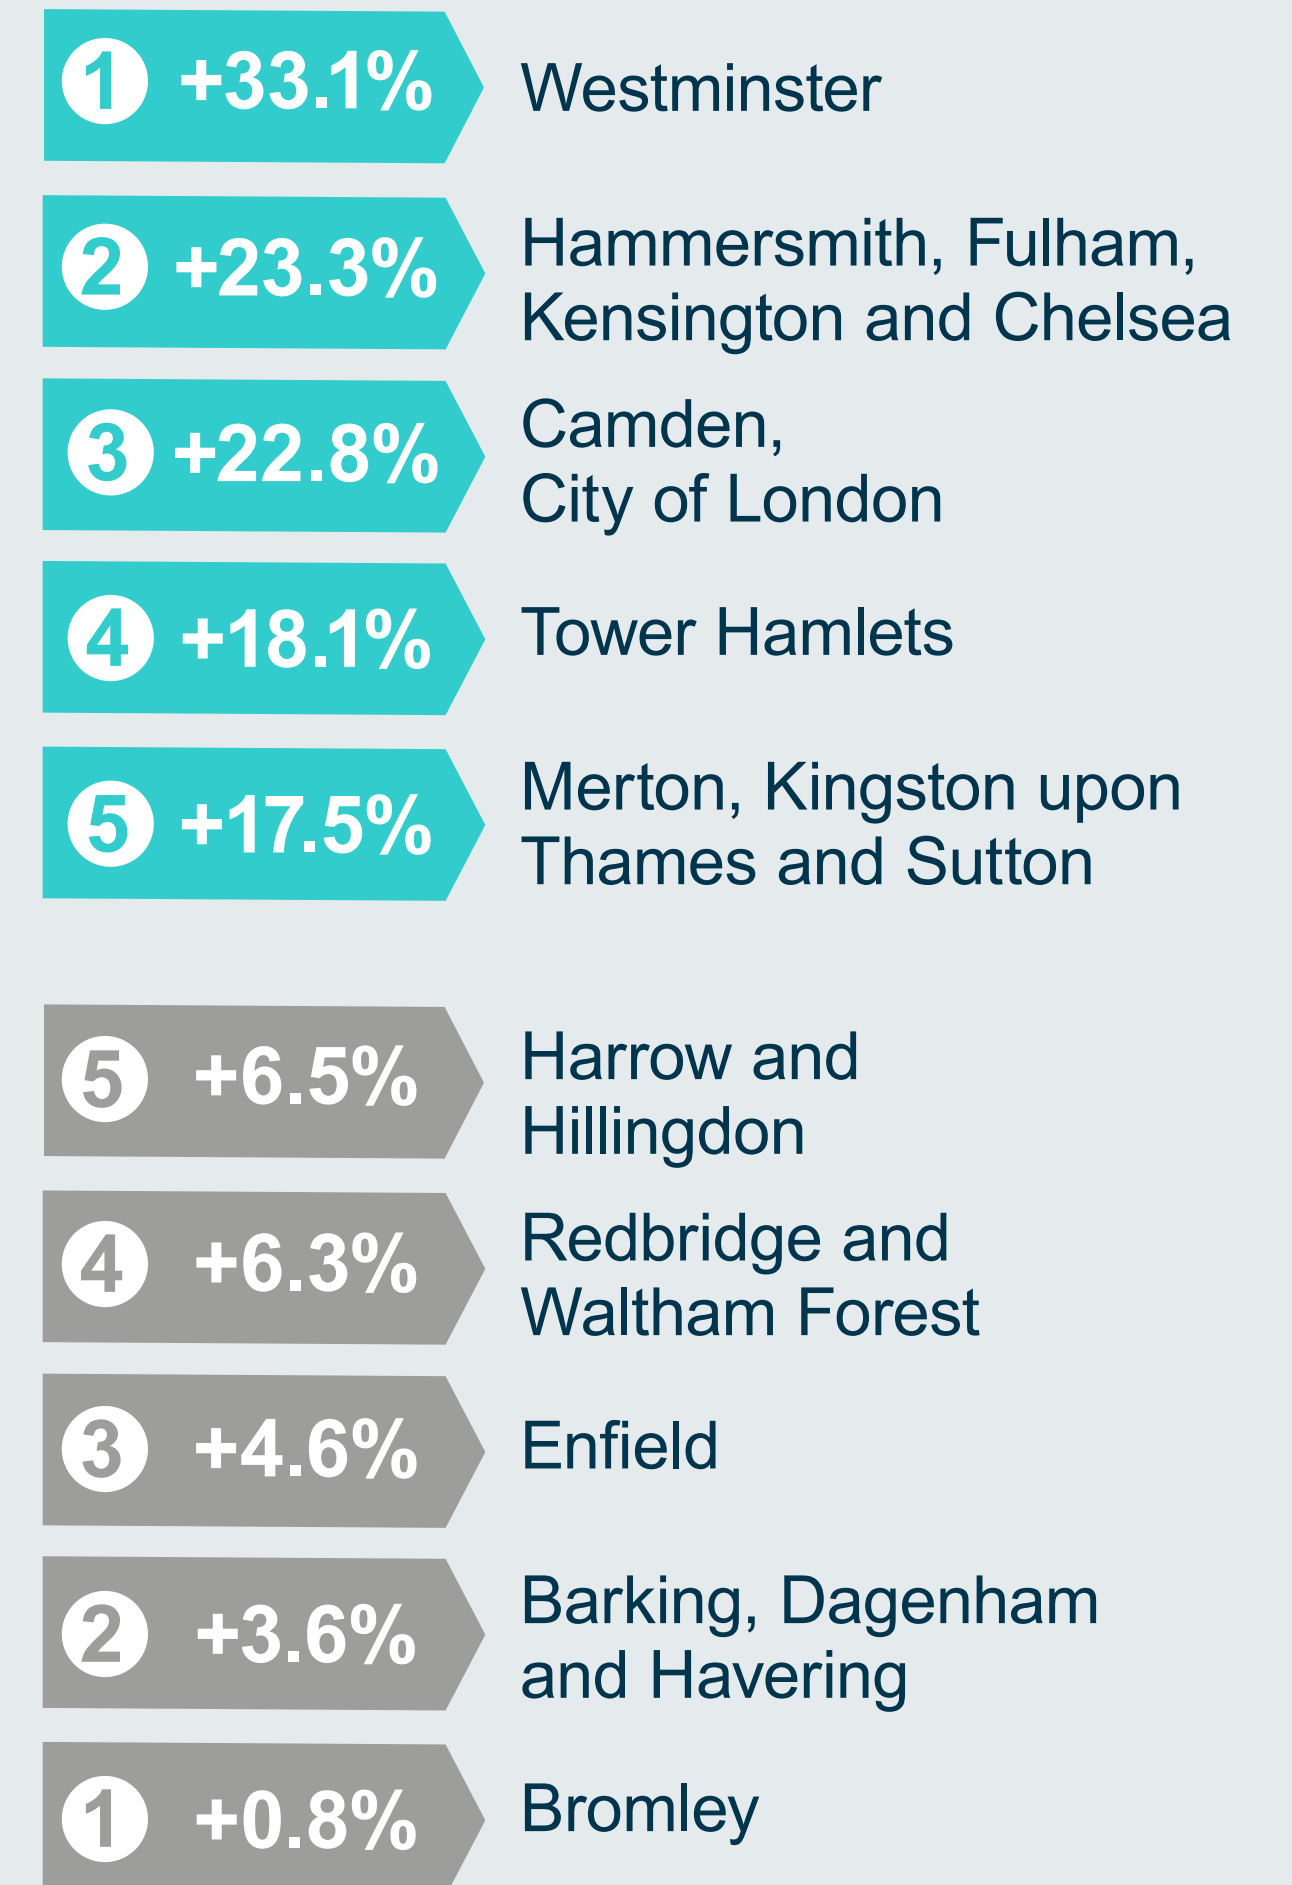 1 +33.1% Westminster
2 +23.3% Hammersmith, Fulham,
Kensington and Chelsea
3 +22.8% Camden,
City of London
4 +18.1% Tower Hamlets
5 +17.5% Merton, Kingston upon
Thames and Sutton
5 +6.5% Harrow and
Hillingdon
4 +6.3% Redbridge and
Waltham Forest
3 +4.6% Enfield
2 +3.6% Barking, Dagenham
and Havering
1 +0.8% Bromley